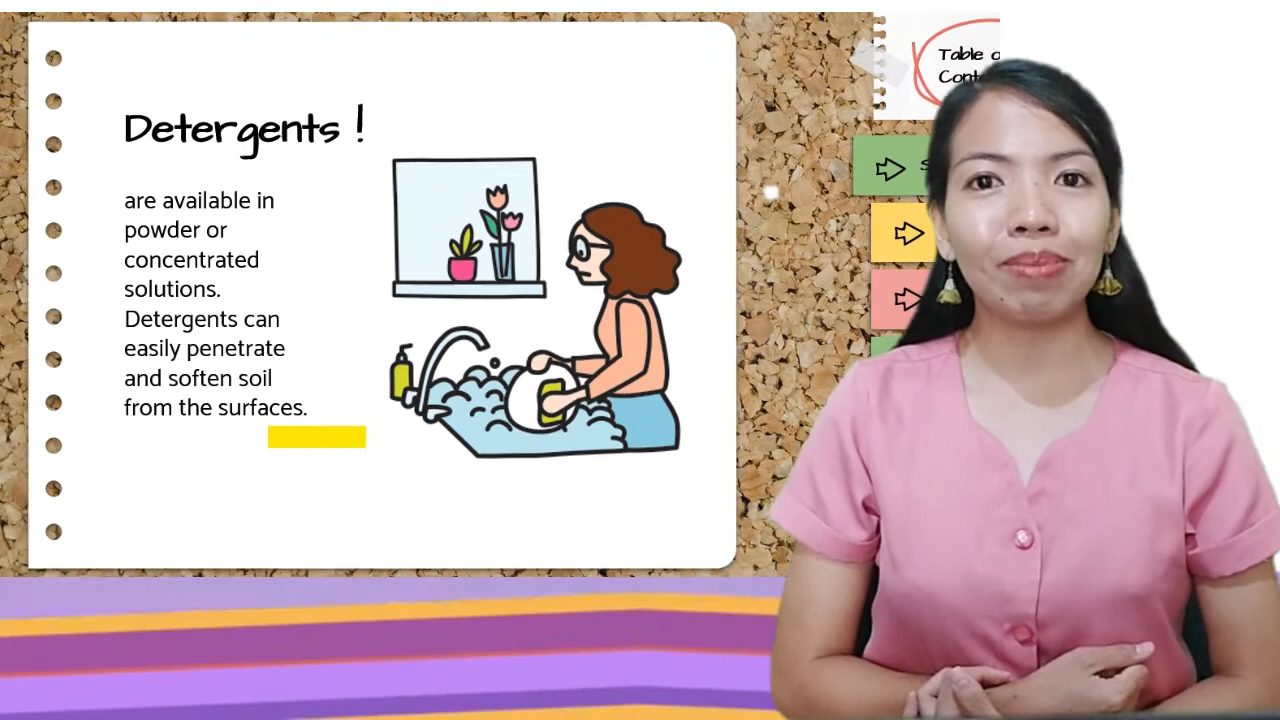 Detergents !
are available in
powder or
concentrated
solutions.
Detergents can
easily penetrate
and soften soil
from the surfaces.
Table